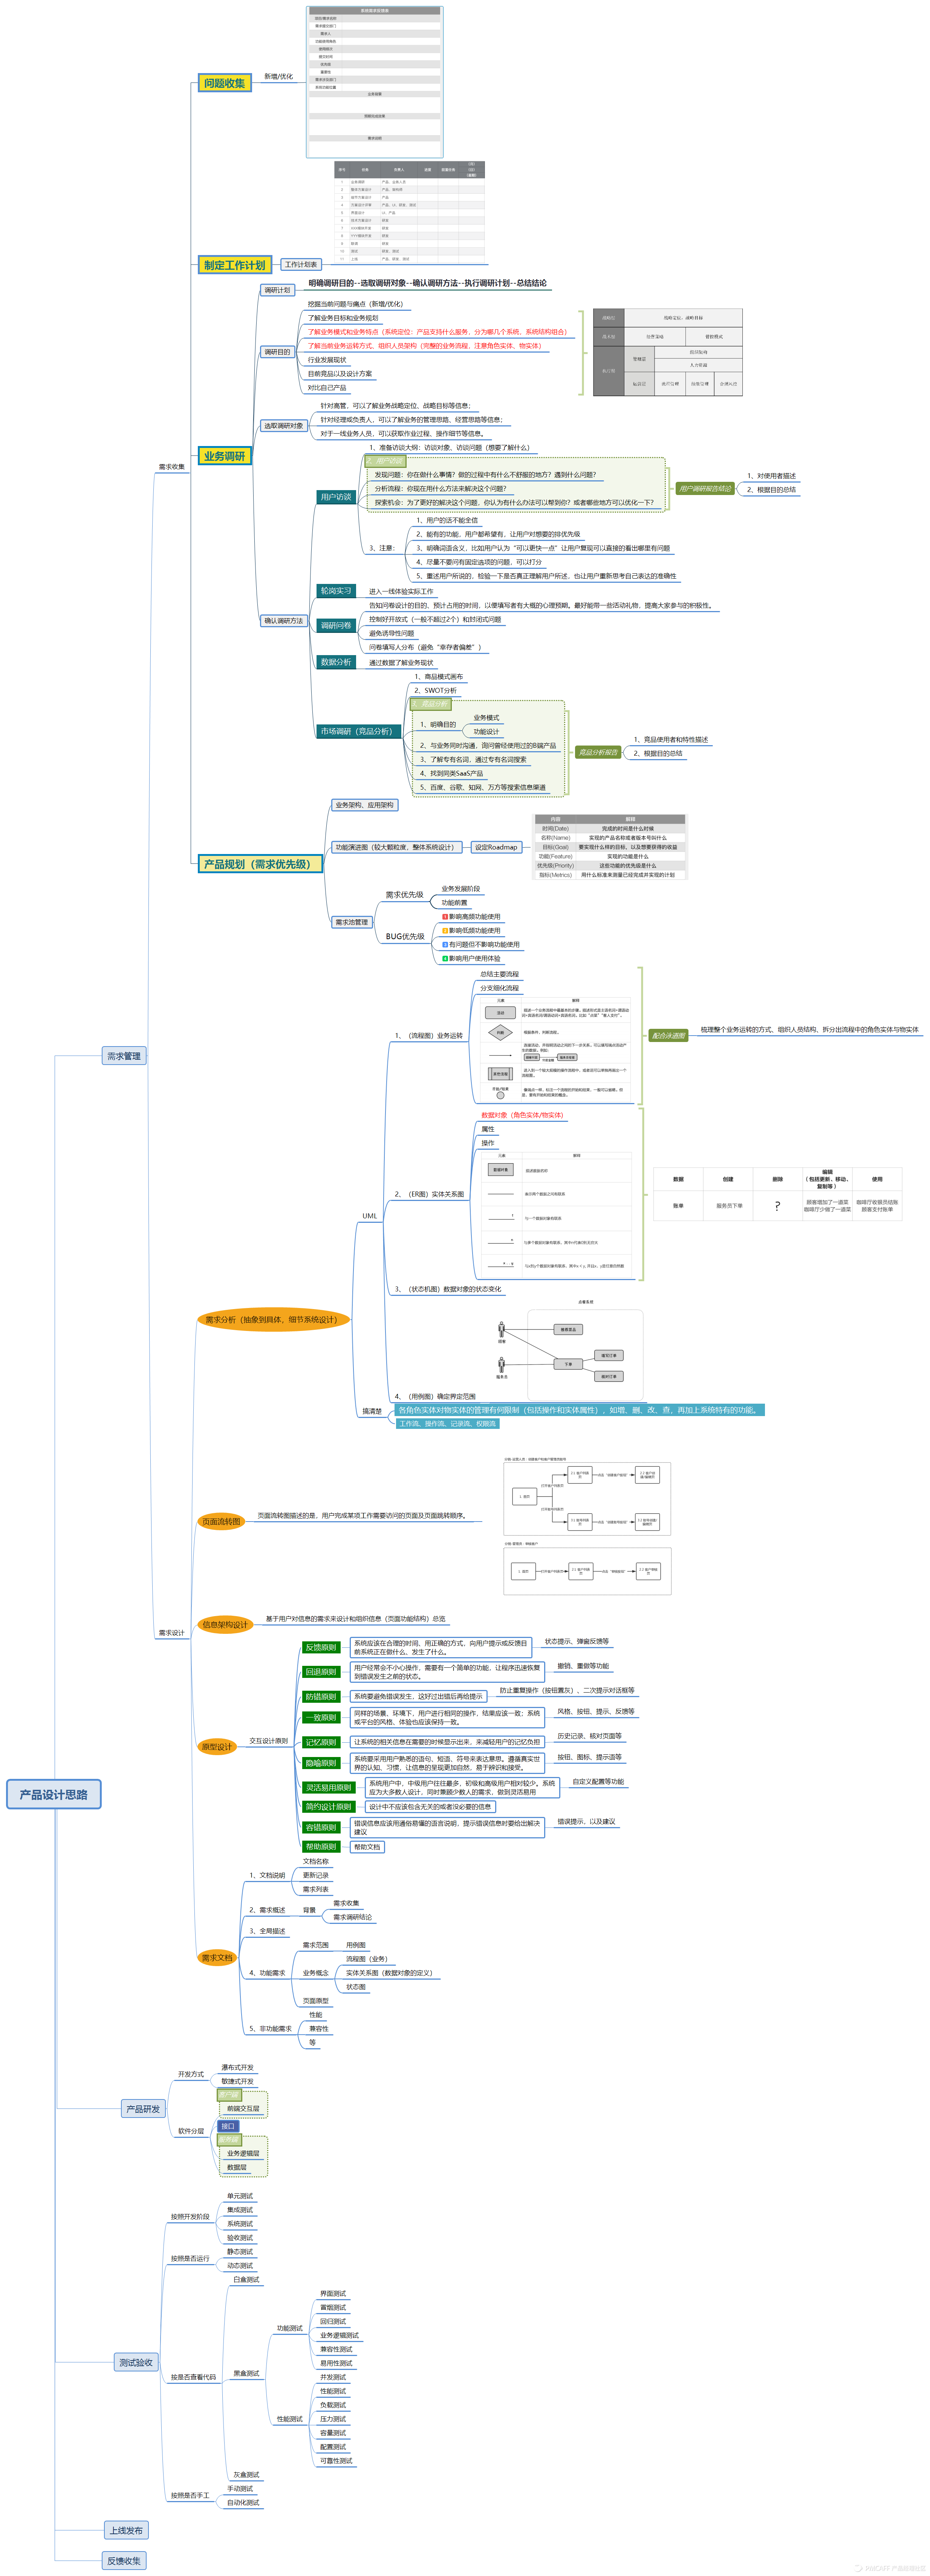 系统需求反馈表
需求提交部门
需求人
提交时间
优先级
重要性
业务背景
需求说明
问题收集
新增/优化
序号
任务
负责人
制定工作计划
工作计划表
调研计划
明确调研目的--选取调研对象--确认调研方法--执行调研计划--总结结论
调研目的
挖掘当前问题与痛点（新增/优化）
了解业务目标和业务规划
了解业务模式和业务特点（系统定位：产品支持什么服务，分为哪几个系统、系统结构组合）
了解当前业务运转方式，组织人员架构（完整的业务流程，注意角色实体、物实体）
行业发展现状
目前竞品以及设计方案
对比自己产品
选取调研对象
针对高管，可以了解业务战略定位、战略目标等信息；
针对经理或负责人，可以了解业务的管理思路、经营思路等信息；
对于一线业务人员，可以获取作业过程、操作细节等信息。
业务调研
需求收集
确认调研方法
用户访谈
1、准备访谈大纲：访谈对象、访谈问题（想要了解什么）
2、用户访谈
发现问题：你在做什么事情？做的过程中有什么不舒服的地方？遇到什么问题？
分析流程：你现在用什么方法来解决这个问题？
探索机会：为了更好的解决这个问题，你认为有什么办法可以帮到你？或者哪些地方可以优化一下？
用户调研报告结论
1、对使用者描述
2、根据目的总结
3、注意：
1、用户的话不能全信
2、能有的功能，用户都希望有，让用户对想要的排优先级
3、明确词语含义，比如用户认为“可以更快一点”让用户复现可以直接的看出哪里有问题
4、尽量不要问有固定选项的问题，可以打分
5、重述用户所说的，检验一下是否真正理解用户所述，也让用户重新思考自己表达的准确性
轮岗实习
进入一线体验实际工作
调研问卷
告知问卷设计的目的、预计占用的时间，以便填写者有大概的心理预期。最好能带一些活动礼物，提高大家参与的积极性。
控制好开放式（一般不超过2个）和封闭式问题
避免诱导性问题
问卷填写人分布（避免“幸存者偏差”）
数据分析
通过数据了解业务现状
市场调研（竞品分析）
1、商品模式画布
2、SWOT分析
3、竞品分析
1、明确目的
业务模式
功能设计
2、与业务同时沟通，询问曾经使用过的B端产品
3、了解专有名词，通过专有名词搜索
4、找到同类SaaS产品
5、百度、谷歌、知网、万方等搜索信息渠道
竞品分析报告
1、竞品使用者和特性描述
2、根据目的总结
产品规划（需求优先级）
业务架构、应用架构
功能演进图（较大颗粒度，整体系统设计）
设定Roadmap
内容
解释
时间(Date)
完成的时间是什么时候
名称(Name)
实现的产品名称或者版本号叫什么
目标(Goal)
要实现什么样的目标，以及想要获得的收益
功能(Feature)
实现的功能是什么
优先级(Priority)
这些功能的优先级是什么
指标(Metrics)
用什么标准来测量已经完成并实现的计划
需求池管理
需求优先级
业务发展阶段
功能前置
BUG优先级
1 影响高频功能使用
2 影响低频功能使用
3 有问题但不影响功能使用
4 影响用户使用体验
需求管理
需求设计
需求分析（抽象到具体，细节系统设计）
UML
1、（流程图）业务运转
总结主要流程
分支细化流程
元素
解释
活动
判断
配合泳道图
梳理整个业务运转的方式、组织人员结构、拆分出流程中的角色实体与物实体
2、（ER图）实体关系图
数据对象（角色实体/物实体）
属性
操作
元素
解释
数据对象
数据
创建
删除
编辑
（包括更新、移动、复制等）
使用
账单
服务员下单
?
顾客增加了一道菜
咖啡厅少做了一道菜
咖啡厅收银员结账
顾客支付账单
3、（状态机图）数据对象的状态变化
点餐系统
顾客
服务员
下单
4、（用例图）确定界定范围
搞清楚
各角色实体对物实体的管理有何限制（包括操作和实体属性），如增、删、改、查，再加上系统特有的功能。
工作流、操作流、记录流、权限流
页面流转图
页面流转图描述的是，用户完成某项工作需要访问的页面及页面跳转顺序。
信息架构设计
基于用户对信息的需求来设计和组织信息（页面功能结构）总览
原型设计
交互设计原则
反馈原则
系统应该在合理的时间、用正确的方式，向用户提示或反馈目前系统正在做什么、发生了什么。
状态提示、弹窗反馈等
回退原则
用户经常会不小心操作，需要有一个简单的功能，让程序迅速恢复到错误发生之前的状态。
撤销、重做等功能
防错原则
系统要避免错误发生，这好过出错后再给提示
防止重复操作（按钮置灰）、二次提示对话框等
一致原则
同样的场景、环境下，用户进行相同的操作，结果应该一致；系统或平台的风格、体验也应该保持一致。
风格、按钮、提示、反馈等
记忆原则
让系统的相关信息在需要的时候显示出来，来减轻用户的记忆负担
历史记录、核对页面等
隐喻原则
系统要采用用户熟悉的语句、短语、符号来表达意思。遵循真实世界的认知、习惯，让信息的呈现更加自然，易于辨识和接受。
按钮、图标、提示语等
灵活易用原则
系统用户中，中级用户往往最多，初级和高级用户相对较少。系统应为大多数人设计，同时兼顾少数人的需求，做到灵活易用
自定义配置等功能
简约设计原则
设计中不应该包含无关的或者没必要的信息
容错原则
错误信息应该用通俗易懂的语言说明，提示错误信息时要给出解决建议
错误提示，以及建议
帮助原则
帮助文档
产品设计思路
需求文档
1、文档说明
文档名称
更新记录
需求列表
2、需求概述
背景
需求收集
需求调研结论
3、全局描述
4、功能需求
需求范围
用例图
业务概念
流程图（业务）
实体关系图（数据对象的定义）
状态图
页面原型
5、非功能需求
性能
兼容性
等
产品研发
开发方式
瀑布式开发
敏捷式开发
软件分层
前端交互层
接口
业务逻辑层
数据层
测试验收
按照开发阶段
单元测试
集成测试
系统测试
验收测试
按照是否运行
静态测试
动态测试
按是否查看代码
白盒测试
黑盒测试
功能测试
界面测试
冒烟测试
回归测试
业务逻辑测试
兼容性测试
易用性测试
性能测试
并发测试
性能测试
负载测试
压力测试
容量测试
配置测试
可靠性测试
灰盒测试
按照是否手工
手动测试
自动化测试
上线发布
反馈收集